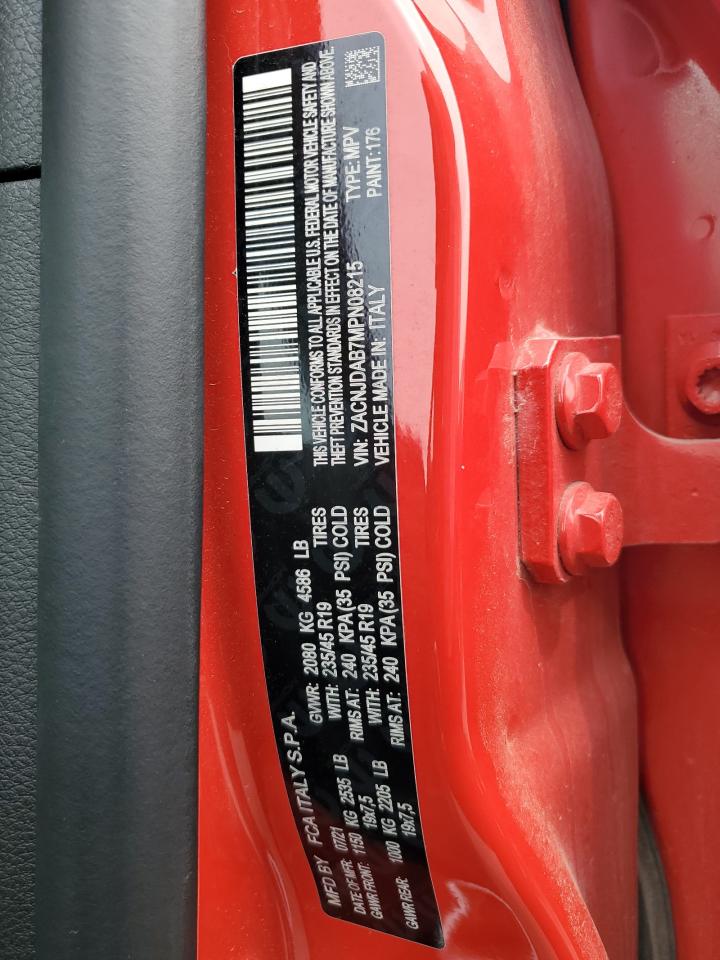 MFD BY FCA ITALY S.P.A.
DATE OF MFR: 07/21 GVWR: 2080 KG 4586 LB
GAWR FRONT: 1150 KG 2535 LB WITH: 235/45 R19 TIRES
19x7,5 RIMS AT: 240 KPA(35 PSI) COLD
WITH: 235/45 R19 TIRES
GAWR REAR: 1000 KG 2205 LB RIMS AT: 240 KPA(35 PSI) COLD
19x7,5
THIS VEHICLE CONFORMS TO ALL APPLICABLE U.S. FEDERAL MOTOR VEHICLE SAFETY AND
THEFT PREVENTION STANDARDS IN EFFECT ON THE DATE OF MANUFACTURE SHOWN ABOVE.
VIN: ZACNJDAB7MPN08215 TYPE: MPV
VEHICLE MADE IN: ITALY PAINT:176